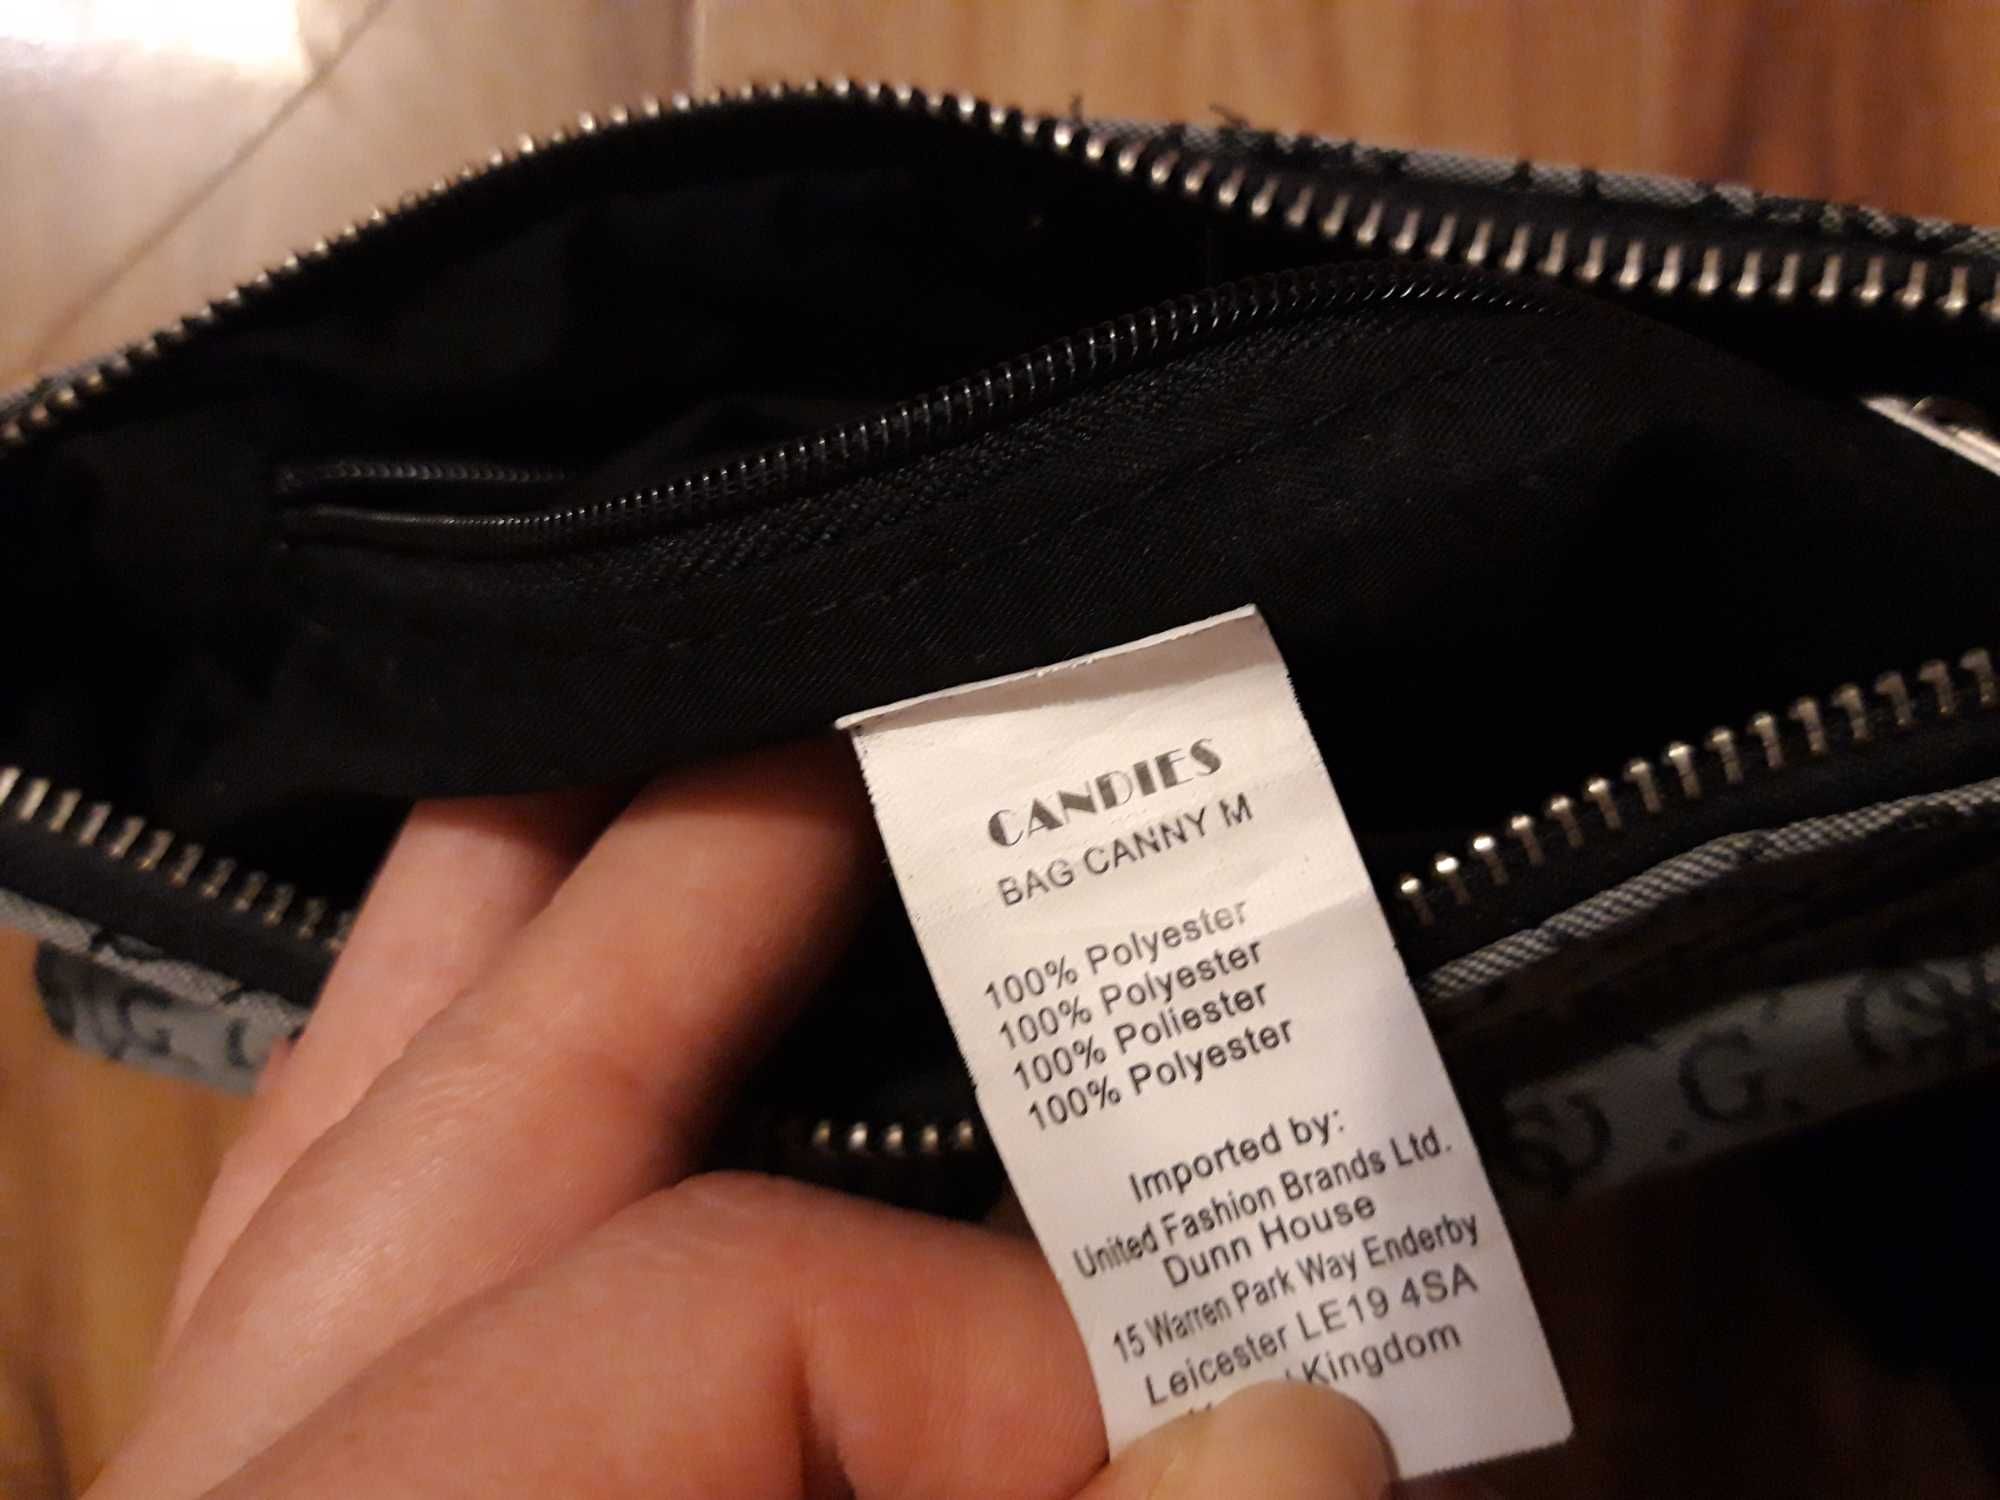 CANDIES
BAG CANNY M
100% Polyester
100% Polyester
100% Poliester
100% Polyester
Imported by:
United Fashion Brands Ltd.
Dunn House
15 Warren Park Way Enderby
Leicester LE19 4SA
Kingdom
.G.